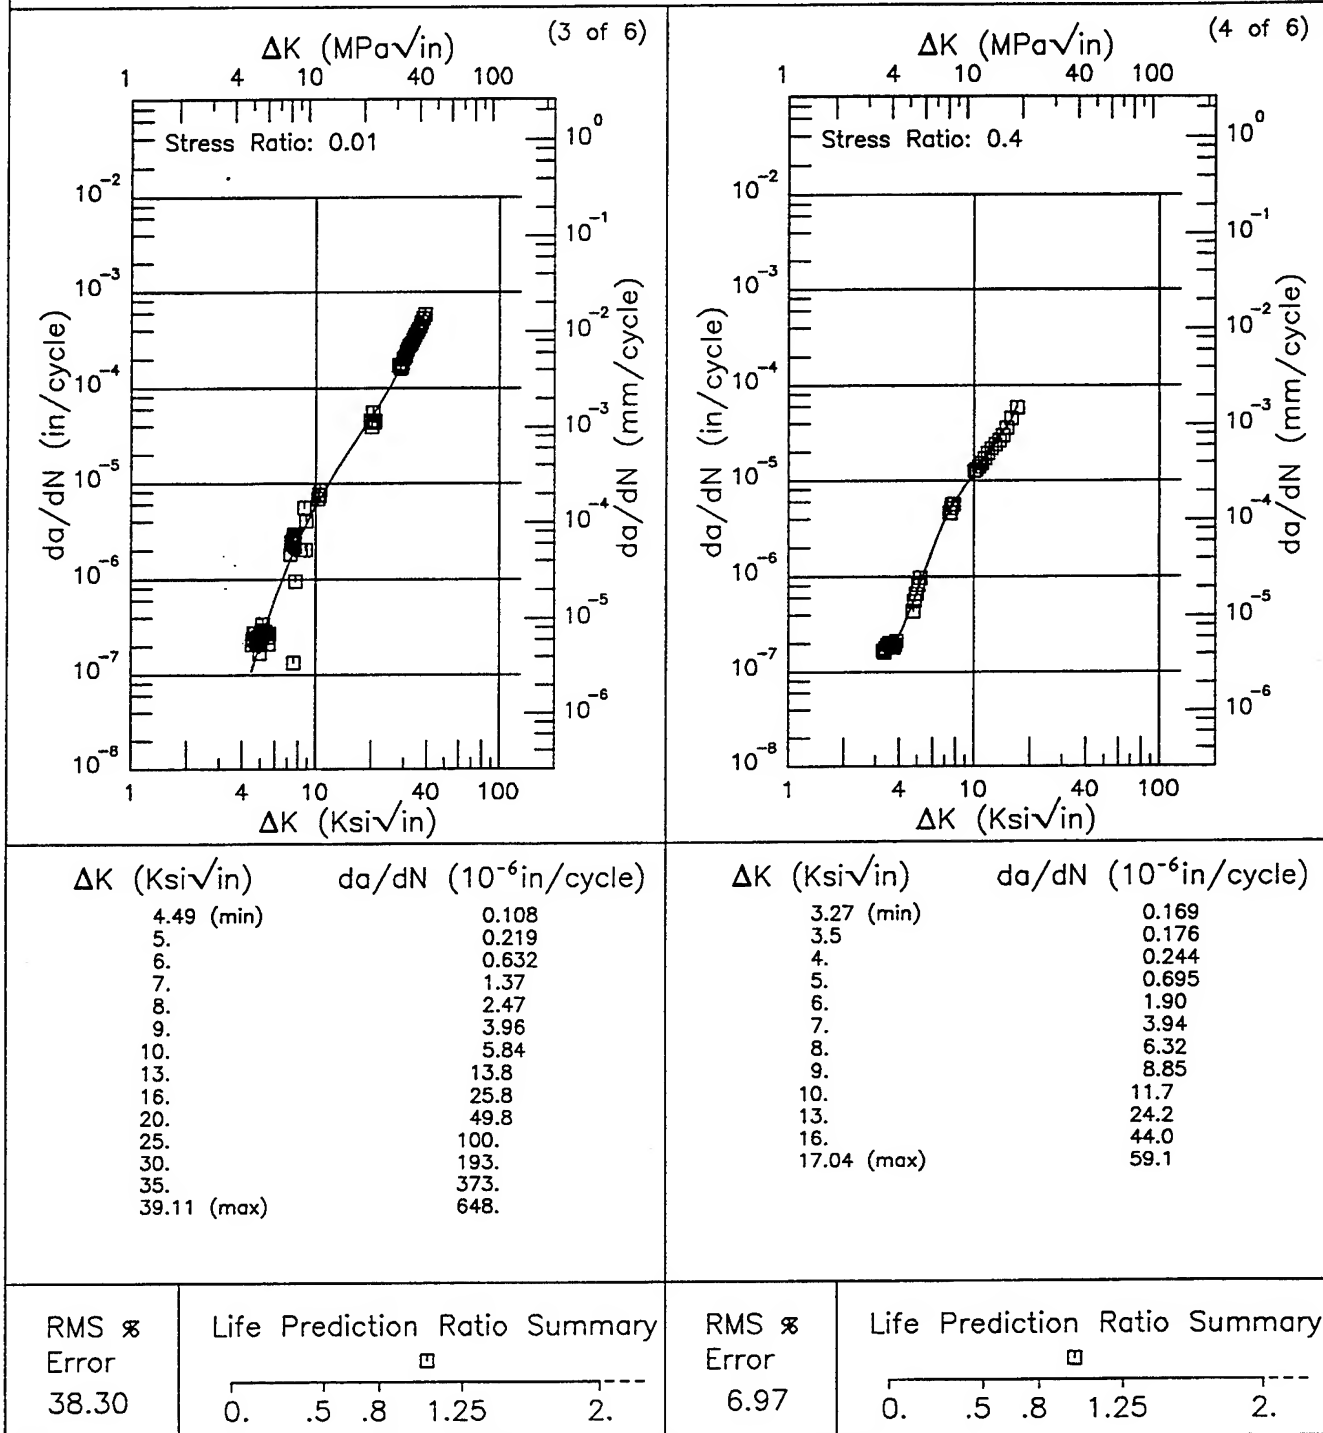 (3 of 6)
ΔK (MPa√in)
1 4 10 40 100
Stress Ratio: 0.01
10⁰
10⁻¹
10⁻²
10⁻³
10⁻⁴
10⁻⁵
10⁻⁶
da/dN (mm/cycle)
10⁻²
10⁻³
10⁻⁴
10⁻⁵
10⁻⁶
10⁻⁷
10⁻⁸
da/dN (in/cycle)
1 4 10 40 100
ΔK (Ksi√in)
ΔK (Ksi√in) da/dN (10⁻⁶in/cycle)
4.49 (min) 0.108
5. 0.219
6. 0.632
7. 1.37
8. 2.47
9. 3.96
10. 5.84
13. 13.8
16. 25.8
20. 49.8
25. 100.
30. 193.
35. 373.
39.11 (max) 648.
RMS %
Error
38.30
Life Prediction Ratio Summary
0. .5 .8 1.25 2.
(4 of 6)
ΔK (MPa√in)
1 4 10 40 100
Stress Ratio: 0.4
10⁰
10⁻¹
10⁻²
10⁻³
10⁻⁴
10⁻⁵
10⁻⁶
da/dN (mm/cycle)
10⁻²
10⁻³
10⁻⁴
10⁻⁵
10⁻⁶
10⁻⁷
10⁻⁸
da/dN (in/cycle)
1 4 10 40 100
ΔK (Ksi√in)
ΔK (Ksi√in) da/dN (10⁻⁶in/cycle)
3.27 (min) 0.169
3.5 0.176
4. 0.244
5. 0.695
6. 1.90
7. 3.94
8. 6.32
9. 8.85
10. 11.7
13. 24.2
16. 44.0
17.04 (max) 59.1
RMS %
Error
6.97
Life Prediction Ratio Summary
0. .5 .8 1.25 2.